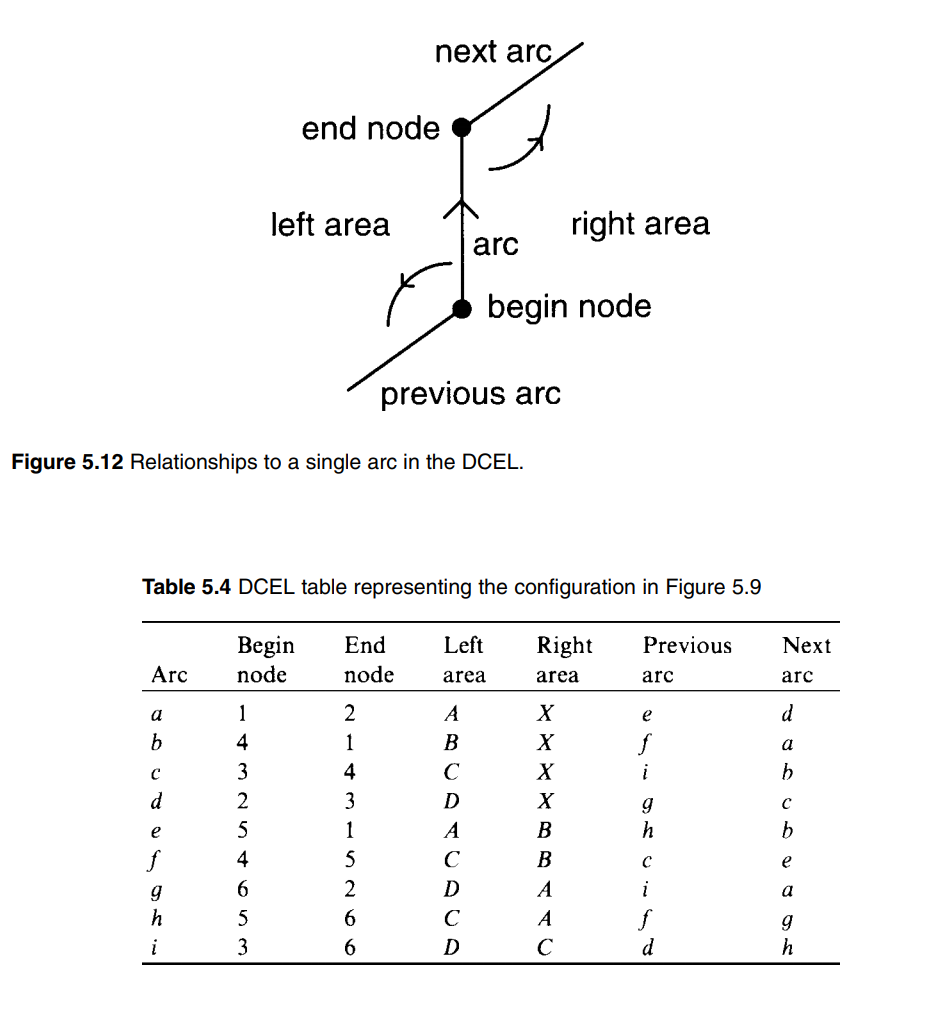 next arc
end node
left area
right area
arc
begin node
previous arc
Figure 5.12 Relationships to a single arc in the DCEL.
Table 5.4 DCEL table representing the configuration in Figure 5.9
Begin End Left Right Previous Next
Arc node node area area arc arc
a 1 2 A X e d
b 4 1 B X f a
c 3 4 C X i b
d 2 3 D X g c
e 5 1 A B h b
f 4 5 C B c e
g 6 2 D A i a
h 5 6 C A f g
i 3 6 D C d h